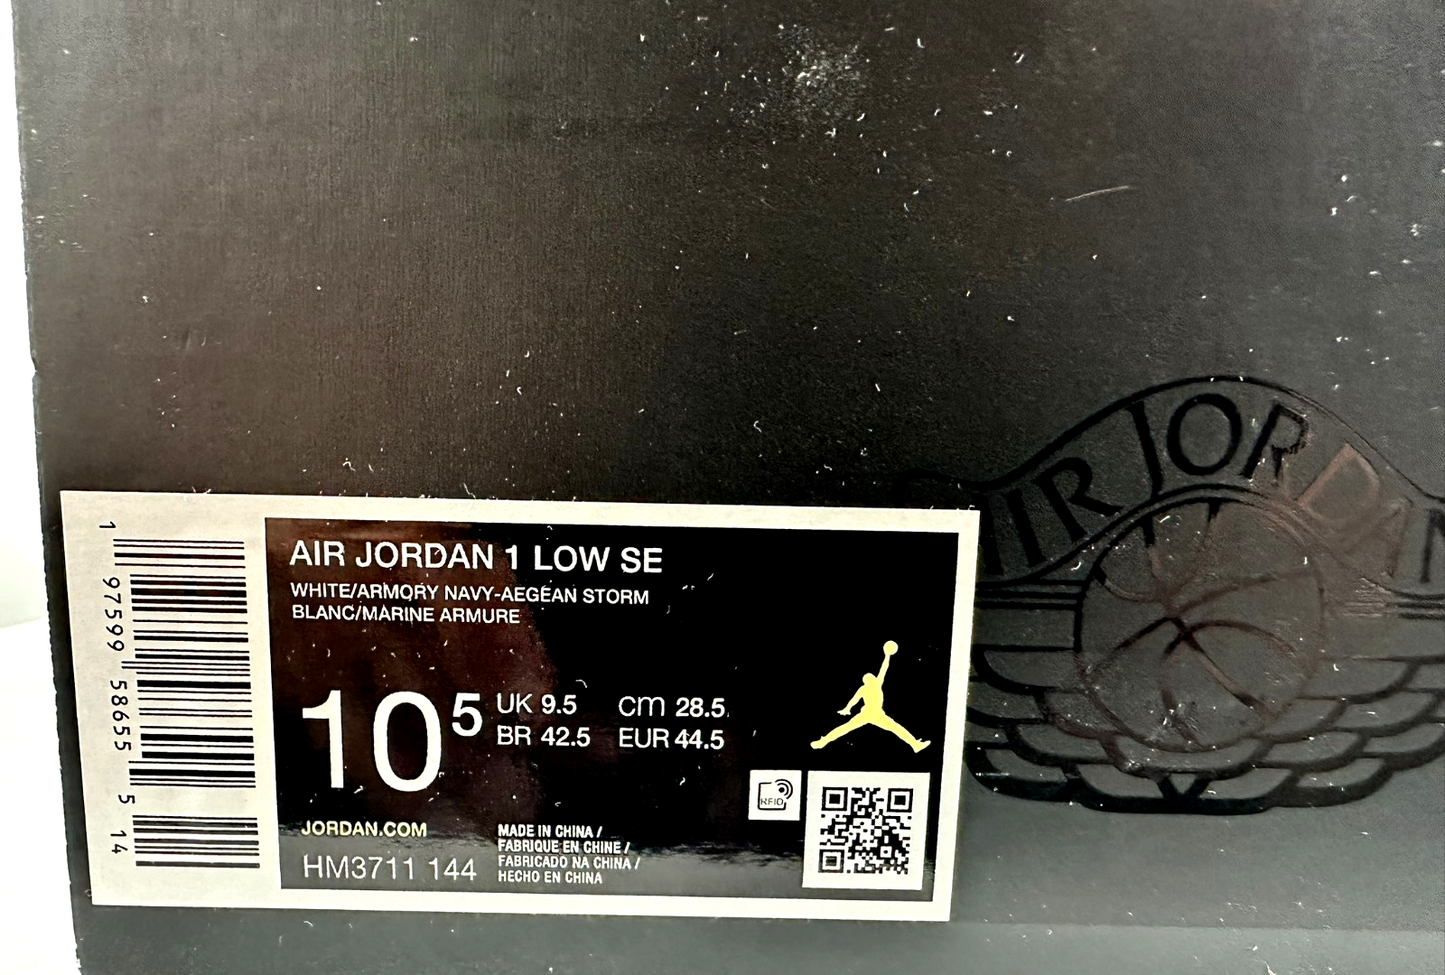 AIR JORDAN
1 97599 58655 5 14
AIR JORDAN 1 LOW SE
WHITE/ARMORY NAVY-AEGEAN STORM
BLANC/MARINE ARMURE
10 5 UK 9.5 cm 28.5
BR 42.5 EUR 44.5
RFID
JORDAN.COM
HM3711 144
MADE IN CHINA /
FABRIQUE EN CHINE /
FABRICADO NA CHINA /
HECHO EN CHINA